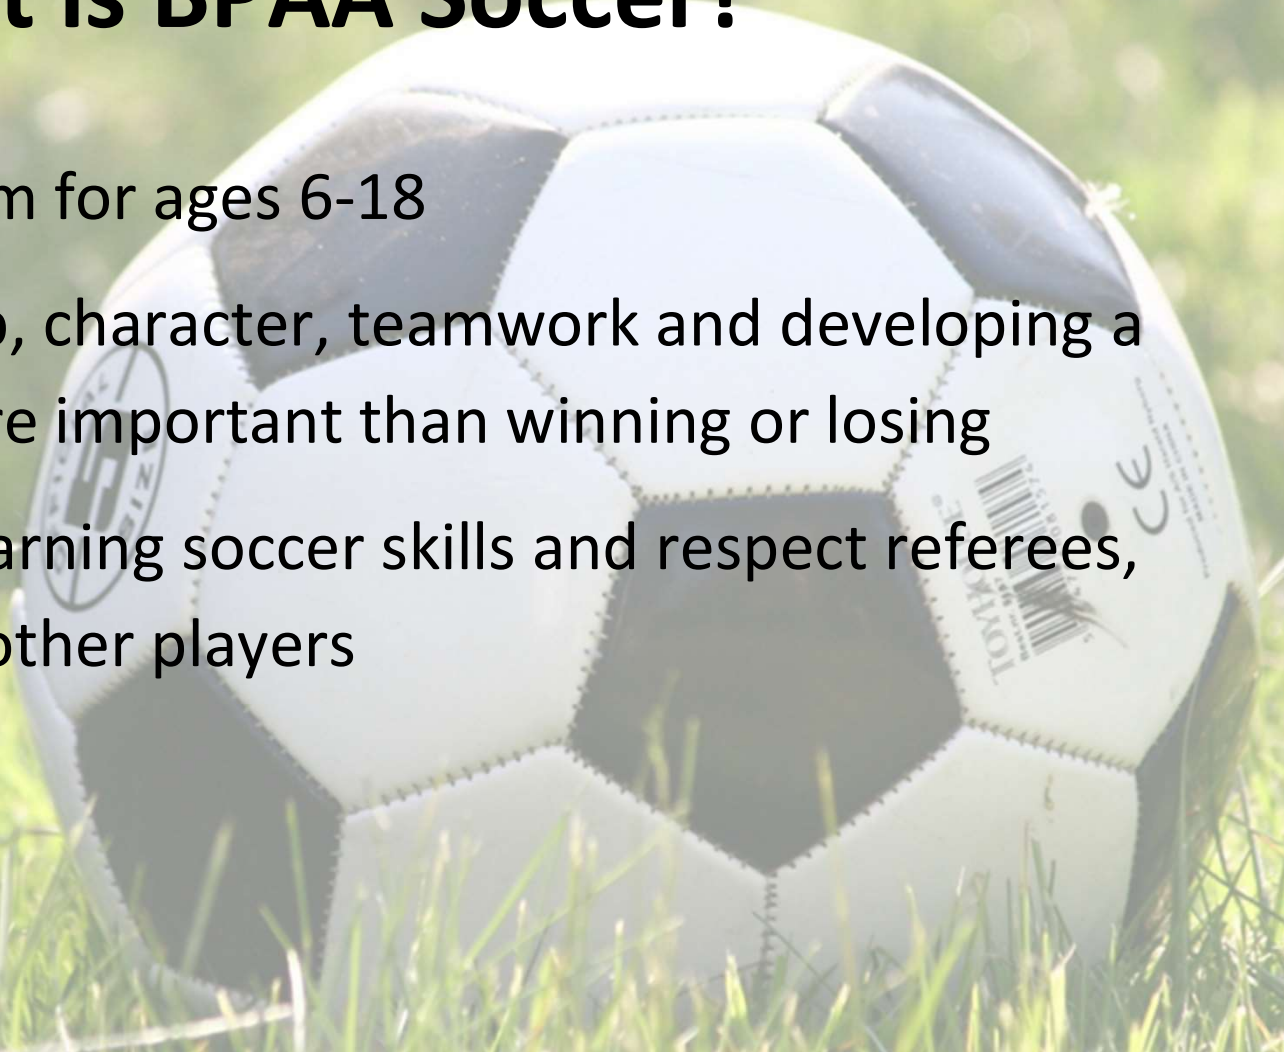 t is BPAA Soccer?
m for ages 6-18
, character, teamwork and developing a
re important than winning or losing
arning soccer skills and respect referees,
other players
CE